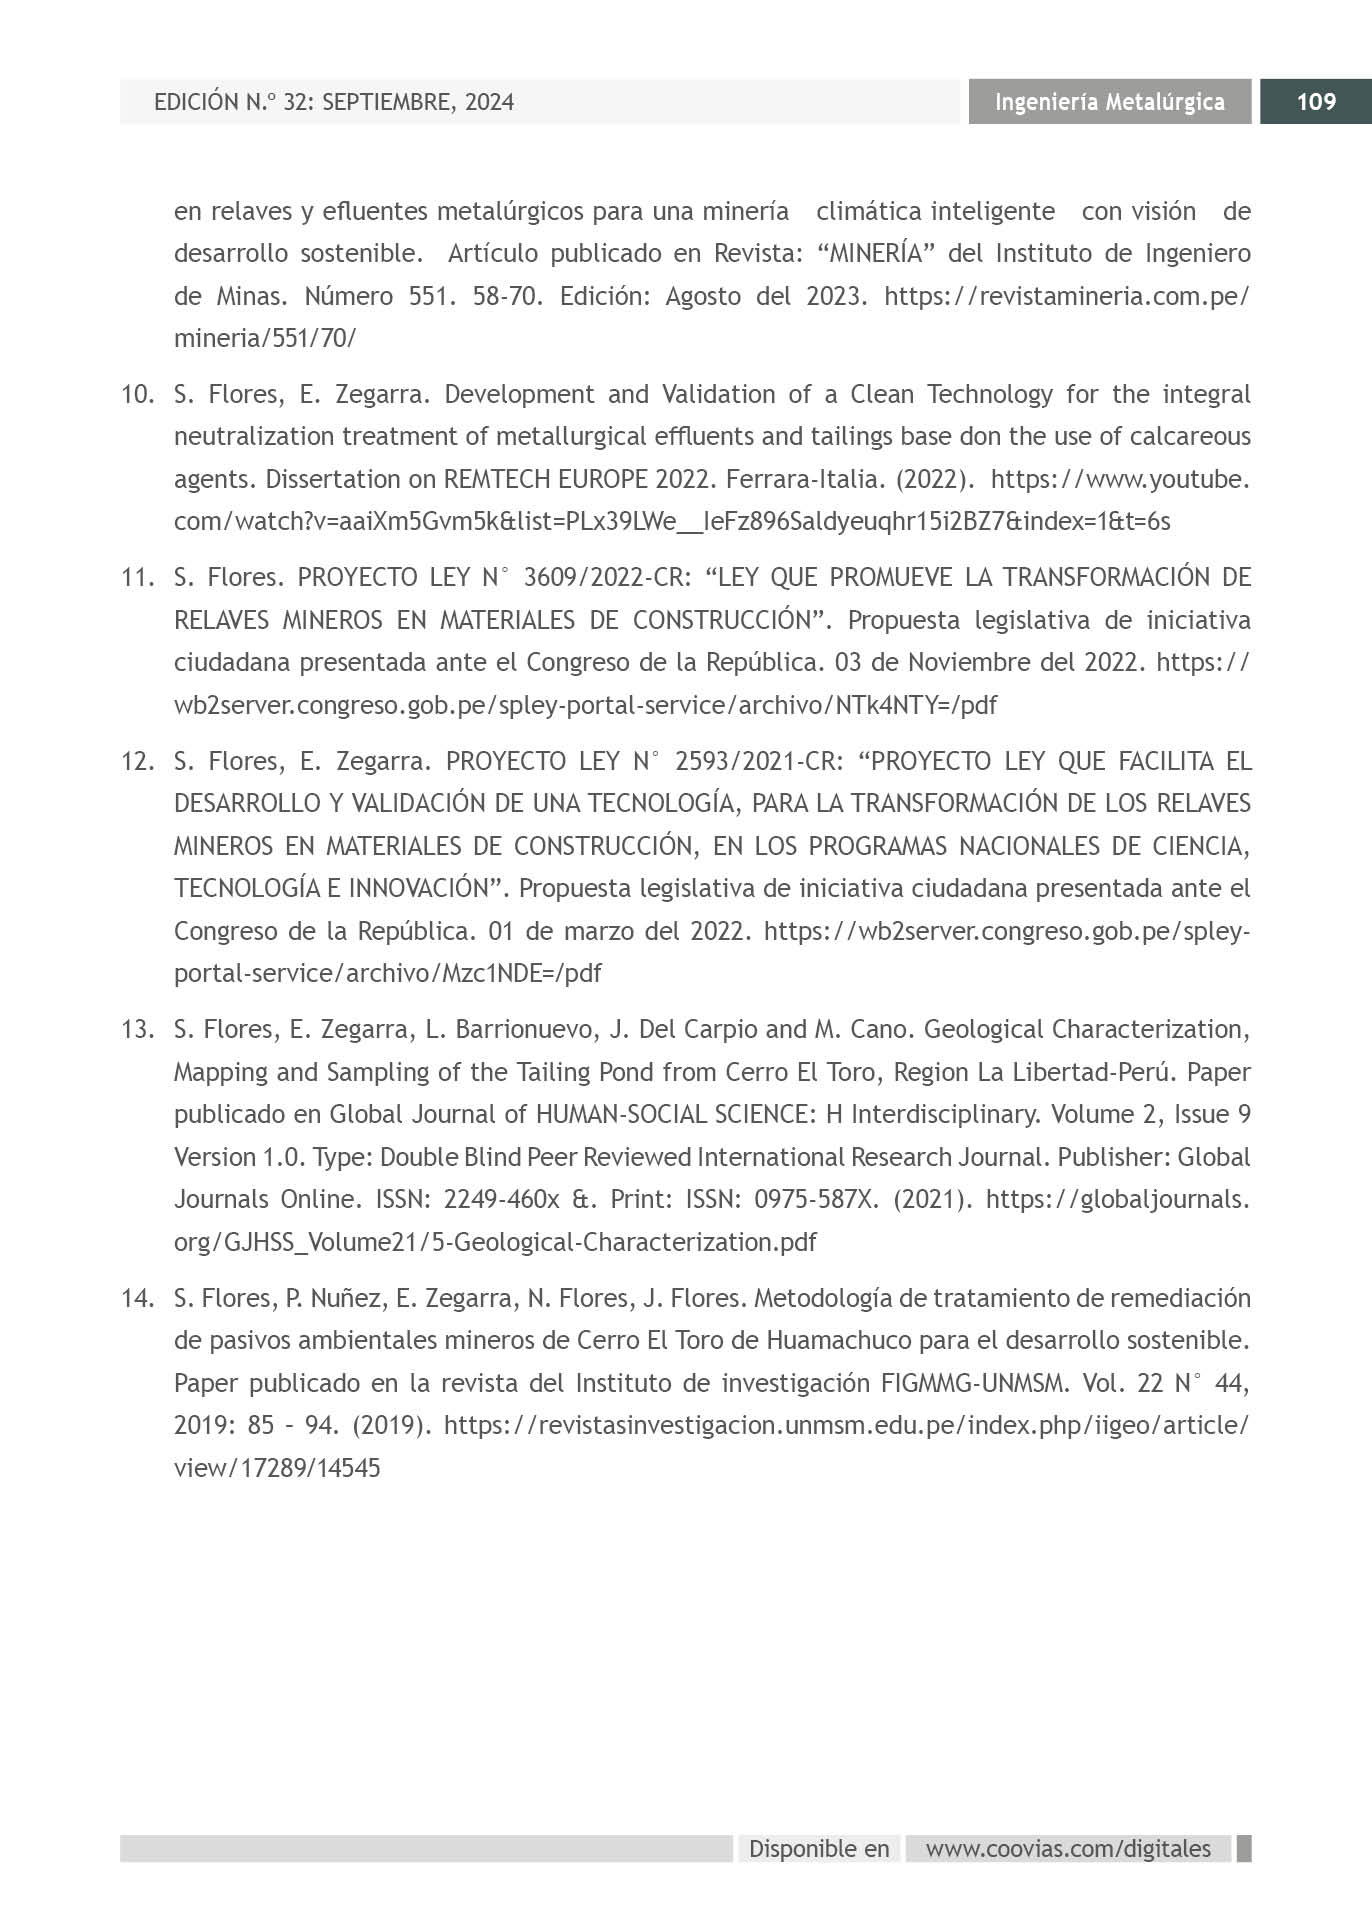 EDICIÓN N.º 32: SEPTIEMBRE, 2024
Ingeniería Metalúrgica
109
en relaves y efluentes metalúrgicos para una minería climática inteligente con visión de
desarrollo sostenible. Artículo publicado en Revista: “MINERÍA” del Instituto de Ingeniero
de Minas. Número 551. 58-70. Edición: Agosto del 2023. https://revistamineria.com.pe/
mineria/551/70/
10. S. Flores, E. Zegarra. Development and Validation of a Clean Technology for the integral
neutralization treatment of metallurgical effluents and tailings base don the use of calcareous
agents. Dissertation on REMTECH EUROPE 2022. Ferrara-Italia. (2022). https://www.youtube.
com/watch?v=aaiXm5Gvm5k&list=PLx39LWe__IeFz896Saldyeuqhr15i2BZ7&index=1&t=6s
11. S. Flores. PROYECTO LEY N° 3609/2022-CR: “LEY QUE PROMUEVE LA TRANSFORMACIÓN DE
RELAVES MINEROS EN MATERIALES DE CONSTRUCCIÓN”. Propuesta legislativa de iniciativa
ciudadana presentada ante el Congreso de la República. 03 de Noviembre del 2022. https://
wb2server.congreso.gob.pe/spley-portal-service/archivo/NTk4NTY=/pdf
12. S. Flores, E. Zegarra. PROYECTO LEY N° 2593/2021-CR: “PROYECTO LEY QUE FACILITA EL
DESARROLLO Y VALIDACIÓN DE UNA TECNOLOGÍA, PARA LA TRANSFORMACIÓN DE LOS RELAVES
MINEROS EN MATERIALES DE CONSTRUCCIÓN, EN LOS PROGRAMAS NACIONALES DE CIENCIA,
TECNOLOGÍA E INNOVACIÓN”. Propuesta legislativa de iniciativa ciudadana presentada ante el
Congreso de la República. 01 de marzo del 2022. https://wb2server.congreso.gob.pe/spley-
portal-service/archivo/Mzc1NDE=/pdf
13. S. Flores, E. Zegarra, L. Barrionuevo, J. Del Carpio and M. Cano. Geological Characterization,
Mapping and Sampling of the Tailing Pond from Cerro El Toro, Region La Libertad-Perú. Paper
publicado en Global Journal of HUMAN-SOCIAL SCIENCE: H Interdisciplinary. Volume 2, Issue 9
Version 1.0. Type: Double Blind Peer Reviewed International Research Journal. Publisher: Global
Journals Online. ISSN: 2249-460x &. Print: ISSN: 0975-587X. (2021). https://globaljournals.
org/GJHSS_Volume21/5-Geological-Characterization.pdf
14. S. Flores, P. Nuñez, E. Zegarra, N. Flores, J. Flores. Metodología de tratamiento de remediación
de pasivos ambientales mineros de Cerro El Toro de Huamachuco para el desarrollo sostenible.
Paper publicado en la revista del Instituto de investigación FIGMMG-UNMSM. Vol. 22 N° 44,
2019: 85 – 94. (2019). https://revistasinvestigacion.unmsm.edu.pe/index.php/iigeo/article/
view/17289/14545
Disponible en
www.coovias.com/digitales